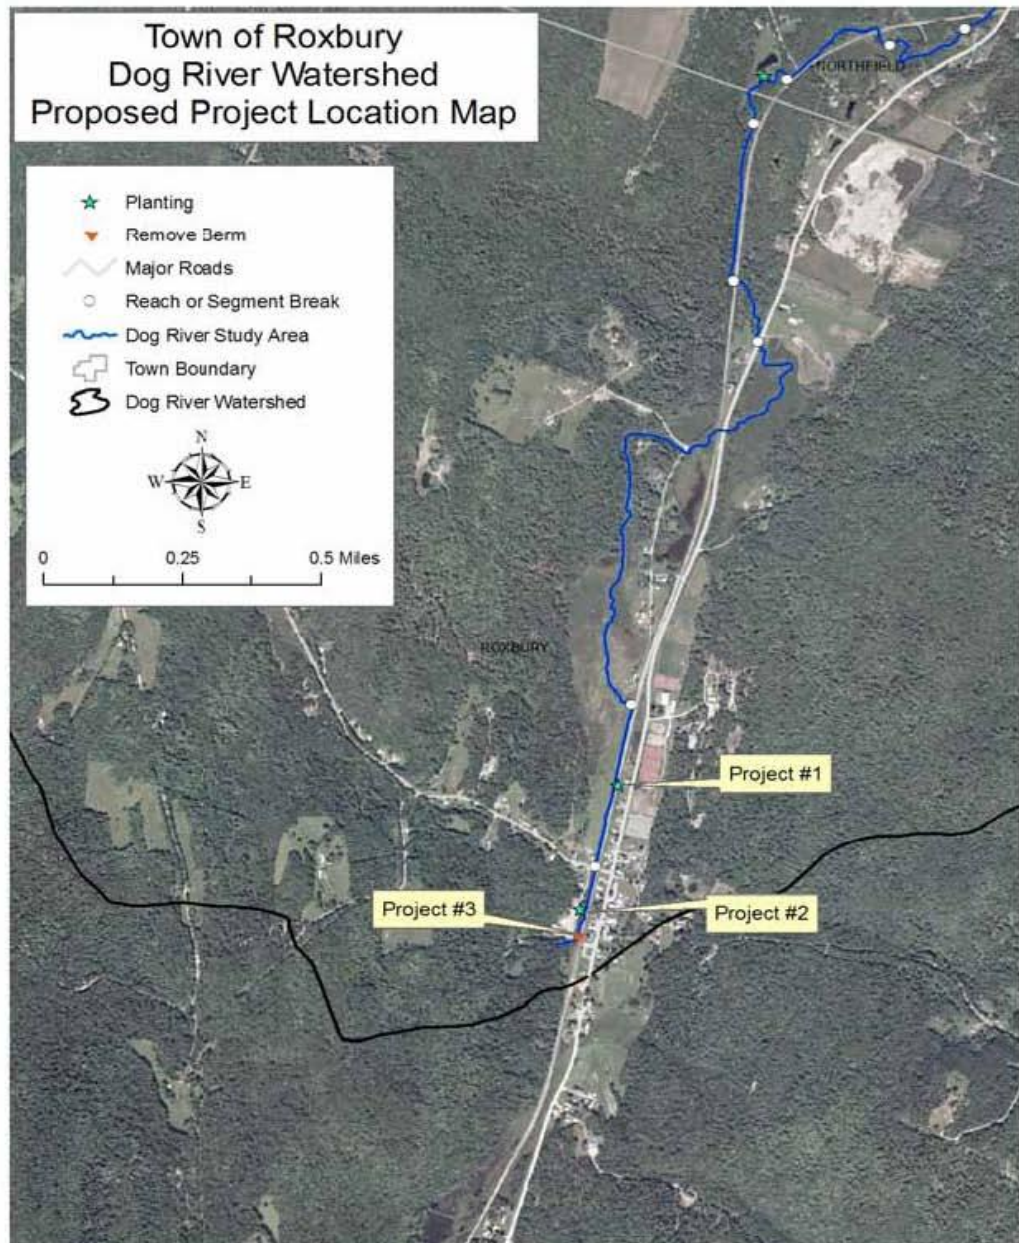 Town of Roxbury
Dog River Watershed
Proposed Project Location Map
Planting
Remove Berm
Major Roads
Reach or Segment Break
Dog River Study Area
Town Boundary
Dog River Watershed
N
W E
S
0 0.25 0.5 Miles
NORTHFIELD
ROXBURY
Project #1
Project #3
Project #2